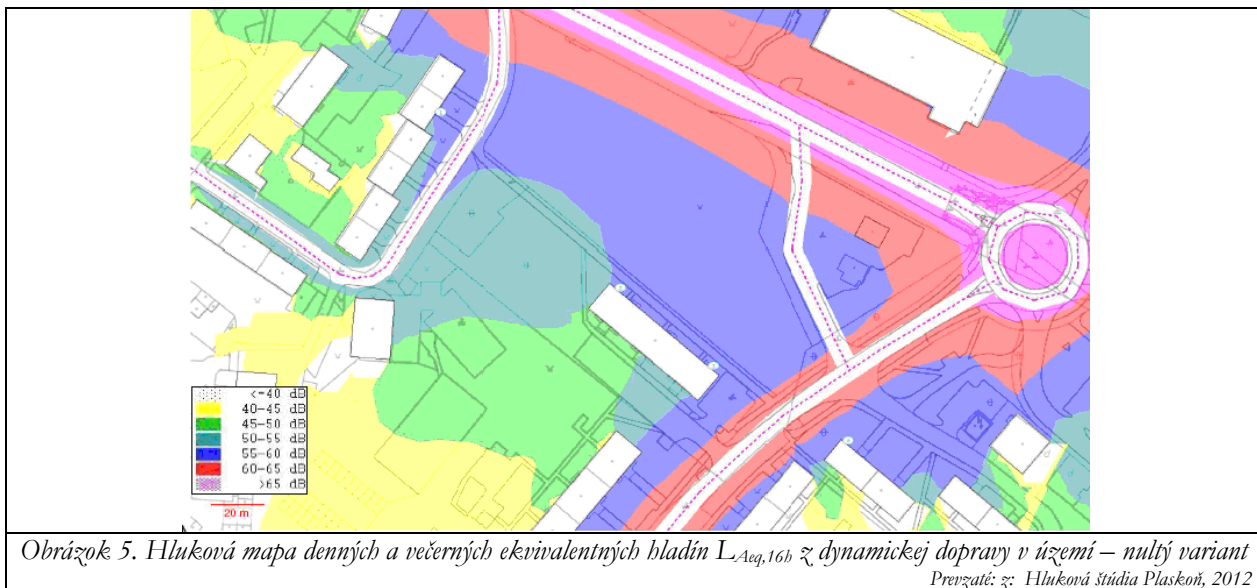 <-40 dB
40-45 dB
45-50 dB
50-55 dB
55-60 dB
60-65 dB
>65 dB
20 m
Obrázok 5. Hluková mapa denných a večerných ekvivalentných hladín LAeq,16h z dynamickej dopravy v území – nultý variant
Prevzaté: z: Hluková štúdia Plaskoň, 2012